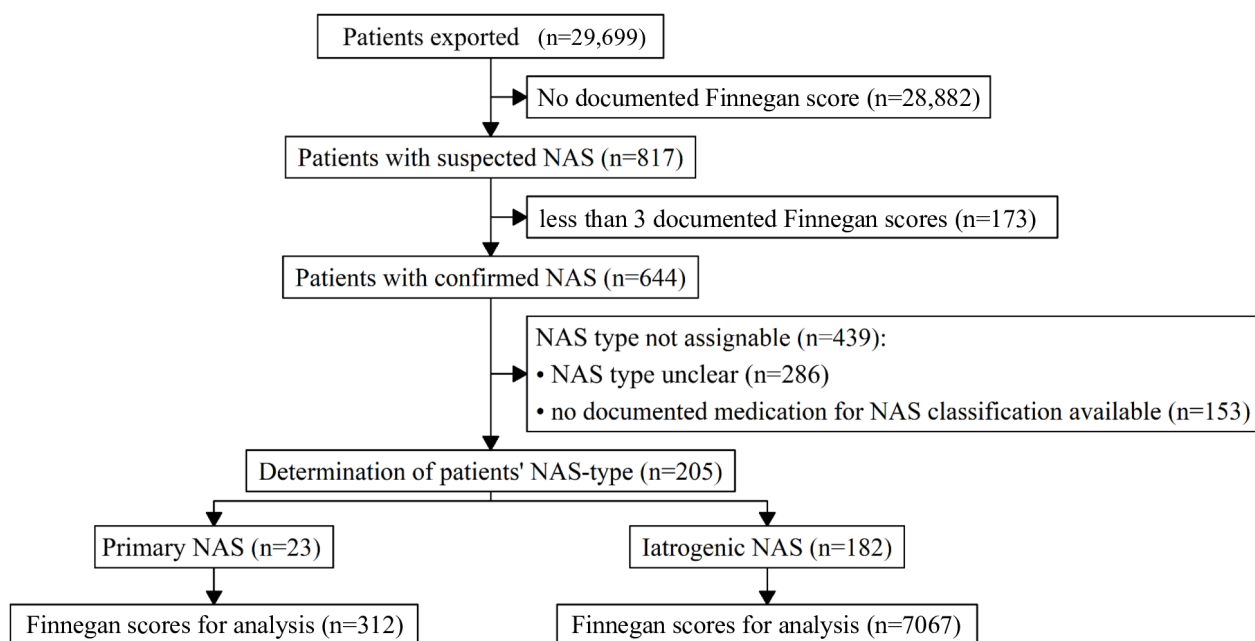 Patients exported (n=29,699)
No documented Finnegan score (n=28,882)
Patients with suspected NAS (n=817)
less than 3 documented Finnegan scores (n=173)
Patients with confirmed NAS (n=644)
NAS type not assignable (n=439):
• NAS type unclear (n=286)
• no documented medication for NAS classification available (n=153)
Determination of patients' NAS-type (n=205)
Primary NAS (n=23)
Iatrogenic NAS (n=182)
Finnegan scores for analysis (n=312)
Finnegan scores for analysis (n=7067)